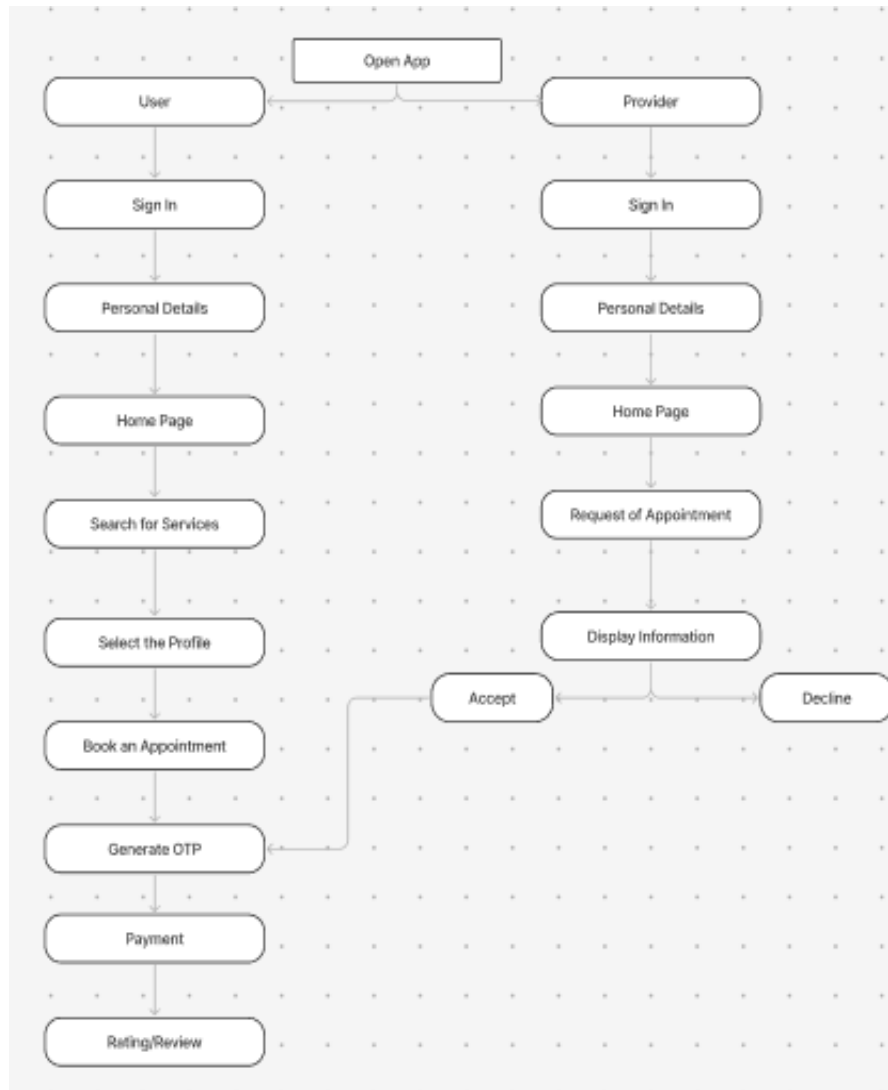 Open App
User
Provider
Sign In
Sign In
Personal Details
Personal Details
Home Page
Home Page
Search for Services
Request of Appointment
Select the Profile
Display Information
Accept
Decline
Book an Appointment
Generate OTP
Payment
Rating/Review